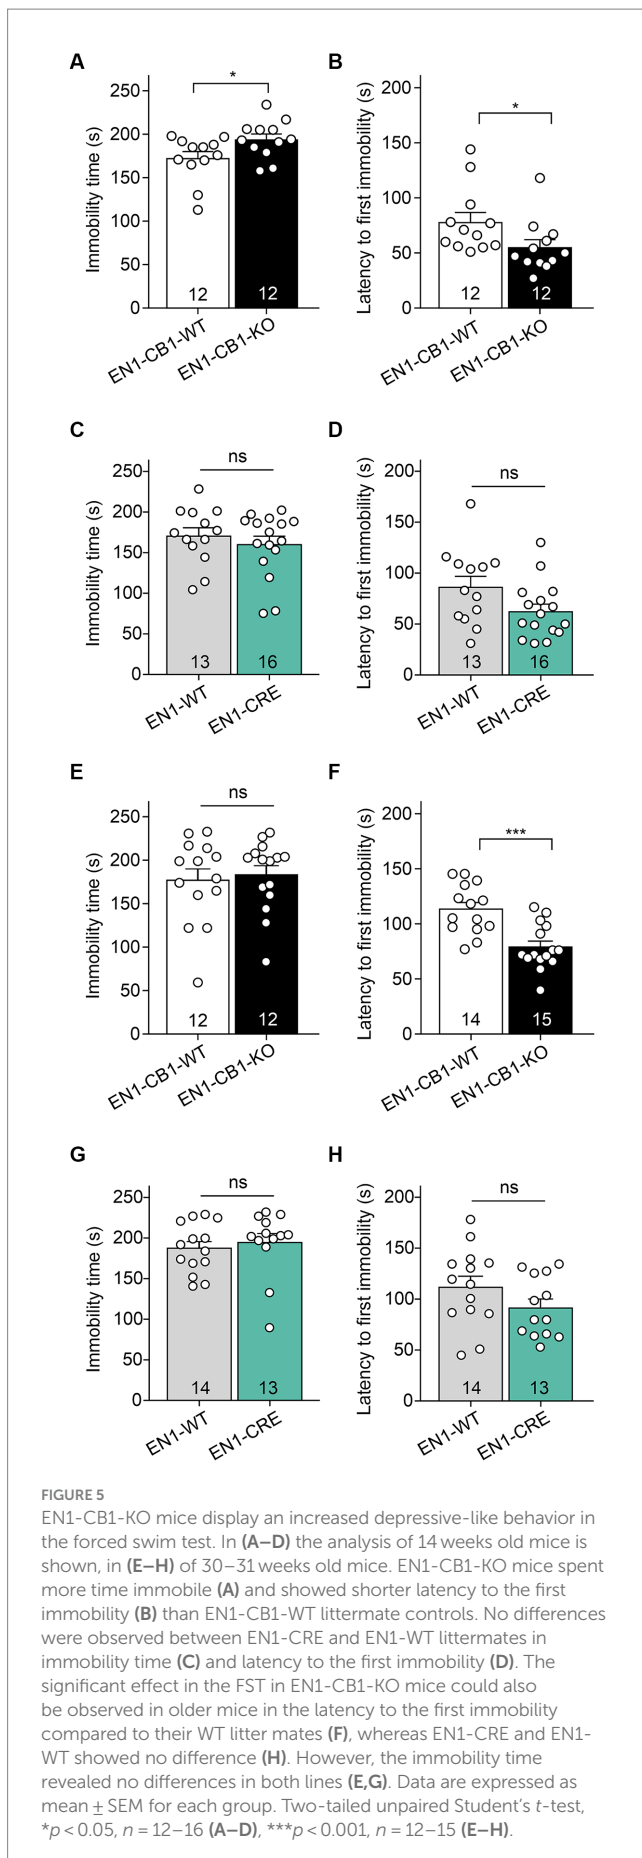 A
B
Immobility time (s)
250
200
150
100
50
0
*
12
12
EN1-CB1-WT
EN1-CB1-KO
Latency to first immobility (s)
200
150
100
50
0
*
12
12
EN1-CB1-WT
EN1-CB1-KO
C
D
Immobility time (s)
250
200
150
100
50
0
ns
13
16
EN1-WT
EN1-CRE
Latency to first immobility (s)
200
150
100
50
0
ns
13
16
EN1-WT
EN1-CRE
E
F
Immobility time (s)
250
200
150
100
50
0
ns
12
12
EN1-CB1-WT
EN1-CB1-KO
Latency to first immobility (s)
200
150
100
50
0
***
14
15
EN1-CB1-WT
EN1-CB1-KO
G
H
Immobility time (s)
250
200
150
100
50
0
ns
14
13
EN1-WT
EN1-CRE
Latency to first immobility (s)
200
150
100
50
0
ns
14
13
EN1-WT
EN1-CRE
FIGURE 5
EN1-CB1-KO mice display an increased depressive-like behavior in
the forced swim test. In (A–D) the analysis of 14 weeks old mice is
shown, in (E–H) of 30–31 weeks old mice. EN1-CB1-KO mice spent
more time immobile (A) and showed shorter latency to the first
immobility (B) than EN1-CB1-WT littermate controls. No differences
were observed between EN1-CRE and EN1-WT littermates in
immobility time (C) and latency to the first immobility (D). The
significant effect in the FST in EN1-CB1-KO mice could also
be observed in older mice in the latency to the first immobility
compared to their WT litter mates (F), whereas EN1-CRE and EN1-
WT showed no difference (H). However, the immobility time
revealed no differences in both lines (E,G). Data are expressed as
mean ± SEM for each group. Two-tailed unpaired Student’s t-test,
*p < 0.05, n = 12–16 (A–D), ***p < 0.001, n = 12–15 (E–H).